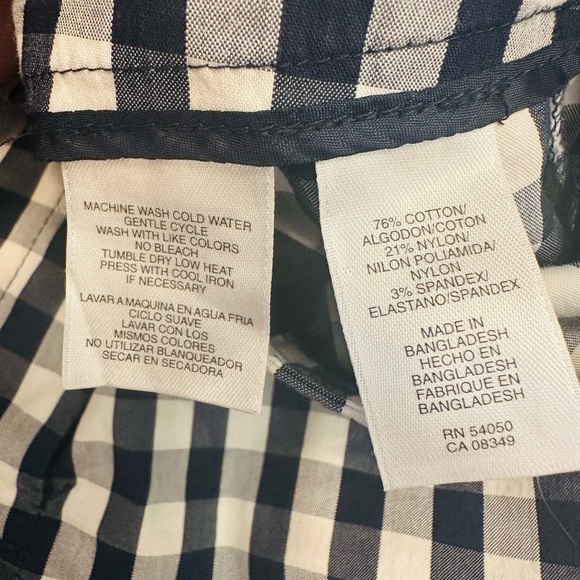 MACHINE WASH COLD WATER
GENTLE CYCLE
WASH WITH LIKE COLORS
NO BLEACH
TUMBLE DRY LOW HEAT
PRESS WITH COOL IRON
IF NECESSARY
LAVAR A MAQUINA EN AGUA FRIA
CICLO SUAVE
LAVAR CON LOS
MISMOS COLORES
NO UTILIZAR BLANQUEADOR
SECAR EN SECADORA
76% COTTON/
ALGODON/COTON
21% NYLON/
NILON POLIAMIDA/
NYLON
3% SPANDEX/
ELASTANO/SPANDEX
MADE IN
BANGLADESH
HECHO EN
BANGLADESH
FABRIQUE EN
BANGLADESH
RN 54050
CA 08349